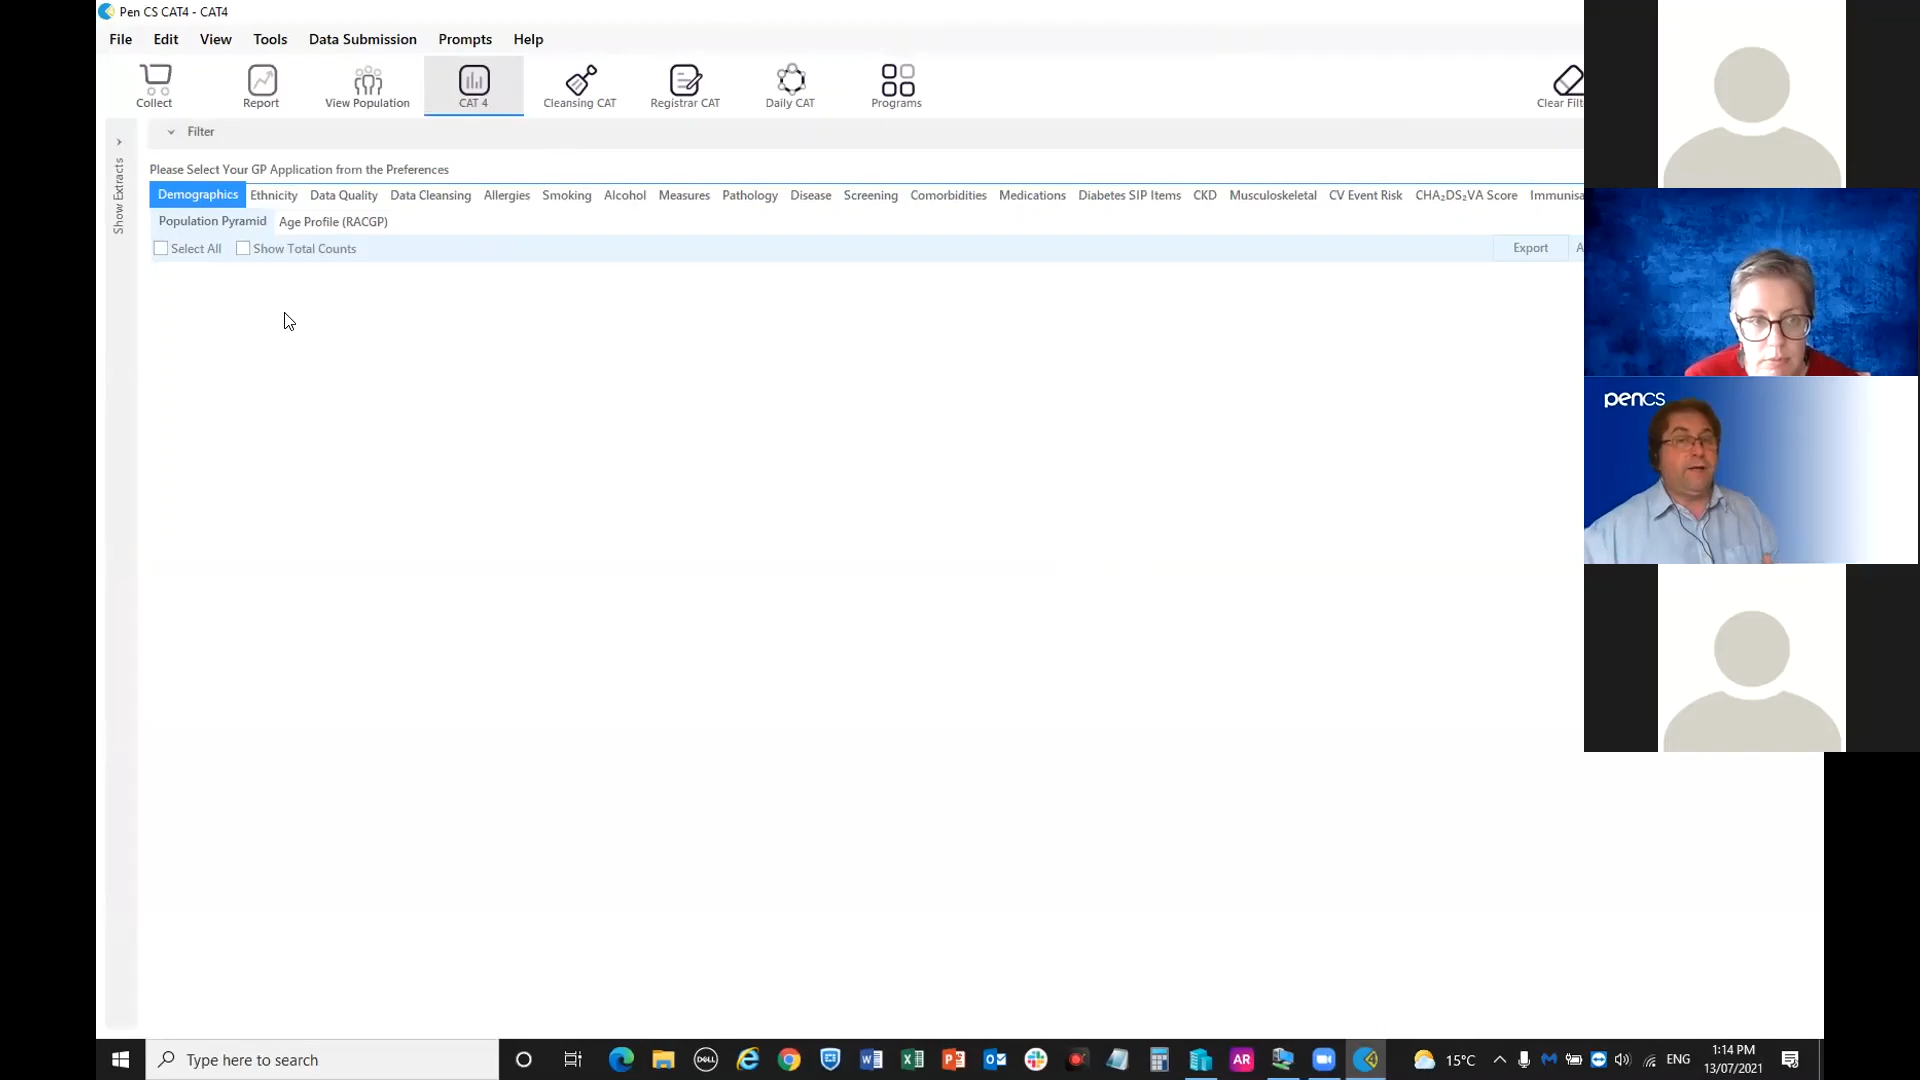 Pen CS CAT4 - CAT4
File Edit View Tools Data Submission Prompts Help
Collect Report View Population CAT 4 Cleansing CAT Registrar CAT Daily CAT Programs Clear Filt
Filter
Show Extracts
Please Select Your GP Application from the Preferences
Demographics Ethnicity Data Quality Data Cleansing Allergies Smoking Alcohol Measures Pathology Disease Screening Comorbidities Medications Diabetes SIP Items CKD Musculoskeletal CV Event Risk CHA₂DS₂VA Score Immunisa
Population Pyramid Age Profile (RACGP)
Select All Show Total Counts Export A
pencs
Type here to search
DELL
AR
15°C
ENG
1:14 PM
13/07/2021